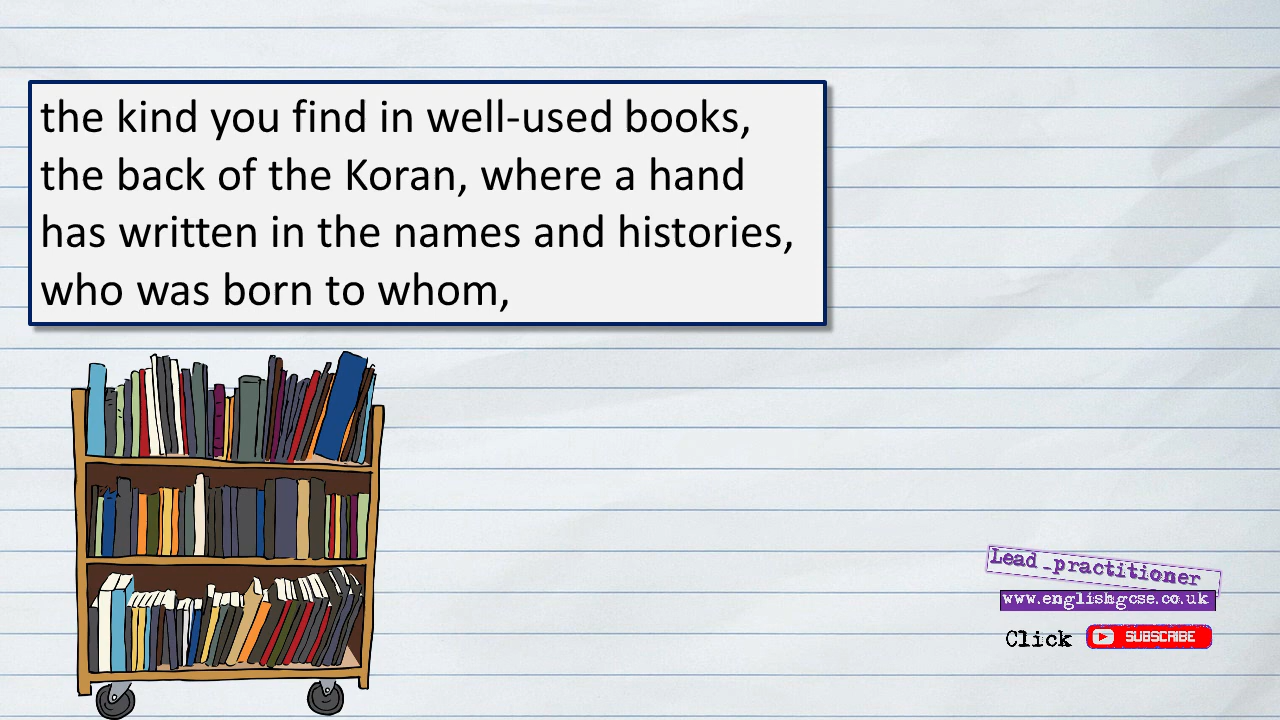 the kind you find in well-used books,
the back of the Koran, where a hand
has written in the names and histories,
who was born to whom,
Lead_practitioner
www.englishgcse.co.uk
Click SUBSCRIBE